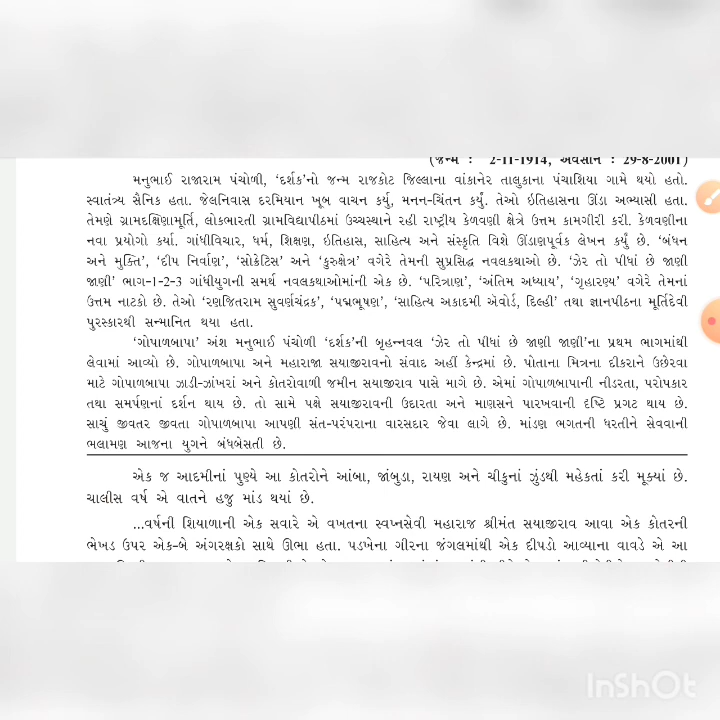 (જન્મ : 2-11-1914, અવસાન : 29-8-2001)
મનુભાઈ રાજારામ પંચોળી, ‘દર્શક’નો જન્મ રાજકોટ જિલ્લાના વાંકાનેર તાલુકાના પંચાશિયા ગામે થયો હતો.
સ્વાતંત્ર્ય સૈનિક હતા. જેલનિવાસ દરમિયાન ખૂબ વાચન કર્યું, મનન-ચિંતન કર્યું. તેઓ ઇતિહાસના ઊંડા અભ્યાસી હતા.
તેમણે ગ્રામદક્ષિણામૂર્તિ, લોકભારતી ગ્રામવિદ્યાપીઠમાં ઉચ્ચસ્થાને રહી રાષ્ટ્રીય કેળવણી ક્ષેત્રે ઉત્તમ કામગીરી કરી. કેળવણીના
નવા પ્રયોગો કર્યા. ગાંધીવિચાર, ધર્મ, શિક્ષણ, ઇતિહાસ, સાહિત્ય અને સંસ્કૃતિ વિશે ઊંડાણપૂર્વક લેખન કર્યું છે. ‘બંધન
અને મુક્તિ’, ‘દીપ નિર્વાણ’, ‘સોક્રેટિસ’ અને ‘કુરુક્ષેત્ર’ વગેરે તેમની સુપ્રસિદ્ધ નવલકથાઓ છે. ‘ઝેર તો પીધાં છે જાણી
જાણી’ ભાગ-1-2-3 ગાંધીયુગની સમર્થ નવલકથાઓમાંની એક છે. ‘પરિત્રાણ’, ‘અંતિમ અધ્યાય’, ‘ગૃહારણ્ય’ વગેરે તેમનાં
ઉત્તમ નાટકો છે. તેઓ ‘રણજિતરામ સુવર્ણચંદ્રક’, ‘પદ્મભૂષણ’, ‘સાહિત્ય અકાદમી ઍવોર્ડ, દિલ્હી’ તથા જ્ઞાનપીઠના મૂર્તિદેવી
પુરસ્કારથી સન્માનિત થયા હતા.
‘ગોપાળબાપા’ અંશ મનુભાઈ પંચોળી ‘દર્શક’ની બૃહન્નવલ ‘ઝેર તો પીધાં છે જાણી જાણી’ના પ્રથમ ભાગમાંથી
લેવામાં આવ્યો છે. ગોપાળબાપા અને મહારાજા સયાજીરાવનો સંવાદ અહીં કેન્દ્રમાં છે. પોતાના મિત્રના દીકરાને ઉછેરવા
માટે ગોપાળબાપા ઝાડી-ઝાંખરાં અને કોતરોવાળી જમીન સયાજીરાવ પાસે માગે છે. એમાં ગોપાળબાપાની નીડરતા, પરોપકાર
તથા સમર્પણનાં દર્શન થાય છે. તો સામે પક્ષે સયાજીરાવની ઉદારતા અને માણસને પારખવાની દૃષ્ટિ પ્રગટ થાય છે.
સાચું જીવતર જીવતા ગોપાળબાપા આપણી સંત-પરંપરાના વારસદાર જેવા લાગે છે. માંડણ ભગતની ધરતીને સેવવાની
ભલામણ આજના યુગને બંધબેસતી છે.
એક જ આદમીનાં પુણ્યે આ કોતરોને આંબા, જાંબુડા, રાયણ અને ચીકુનાં ઝુંડથી મહેકતાં કરી મૂક્યાં છે.
ચાલીસ વર્ષ એ વાતને હજુ માંડ થયાં છે.
...વર્ષની શિયાળાની એક સવારે એ વખતના સ્વપ્નસેવી મહારાજ શ્રીમંત સયાજીરાવ આવા એક કોતરની
ભેખડ ઉપર એક-બે અંગરક્ષકો સાથે ઊભા હતા. પડખેના ગીરના જંગલમાંથી એક દીપડો આવ્યાના વાવડે એ આ
InShOt